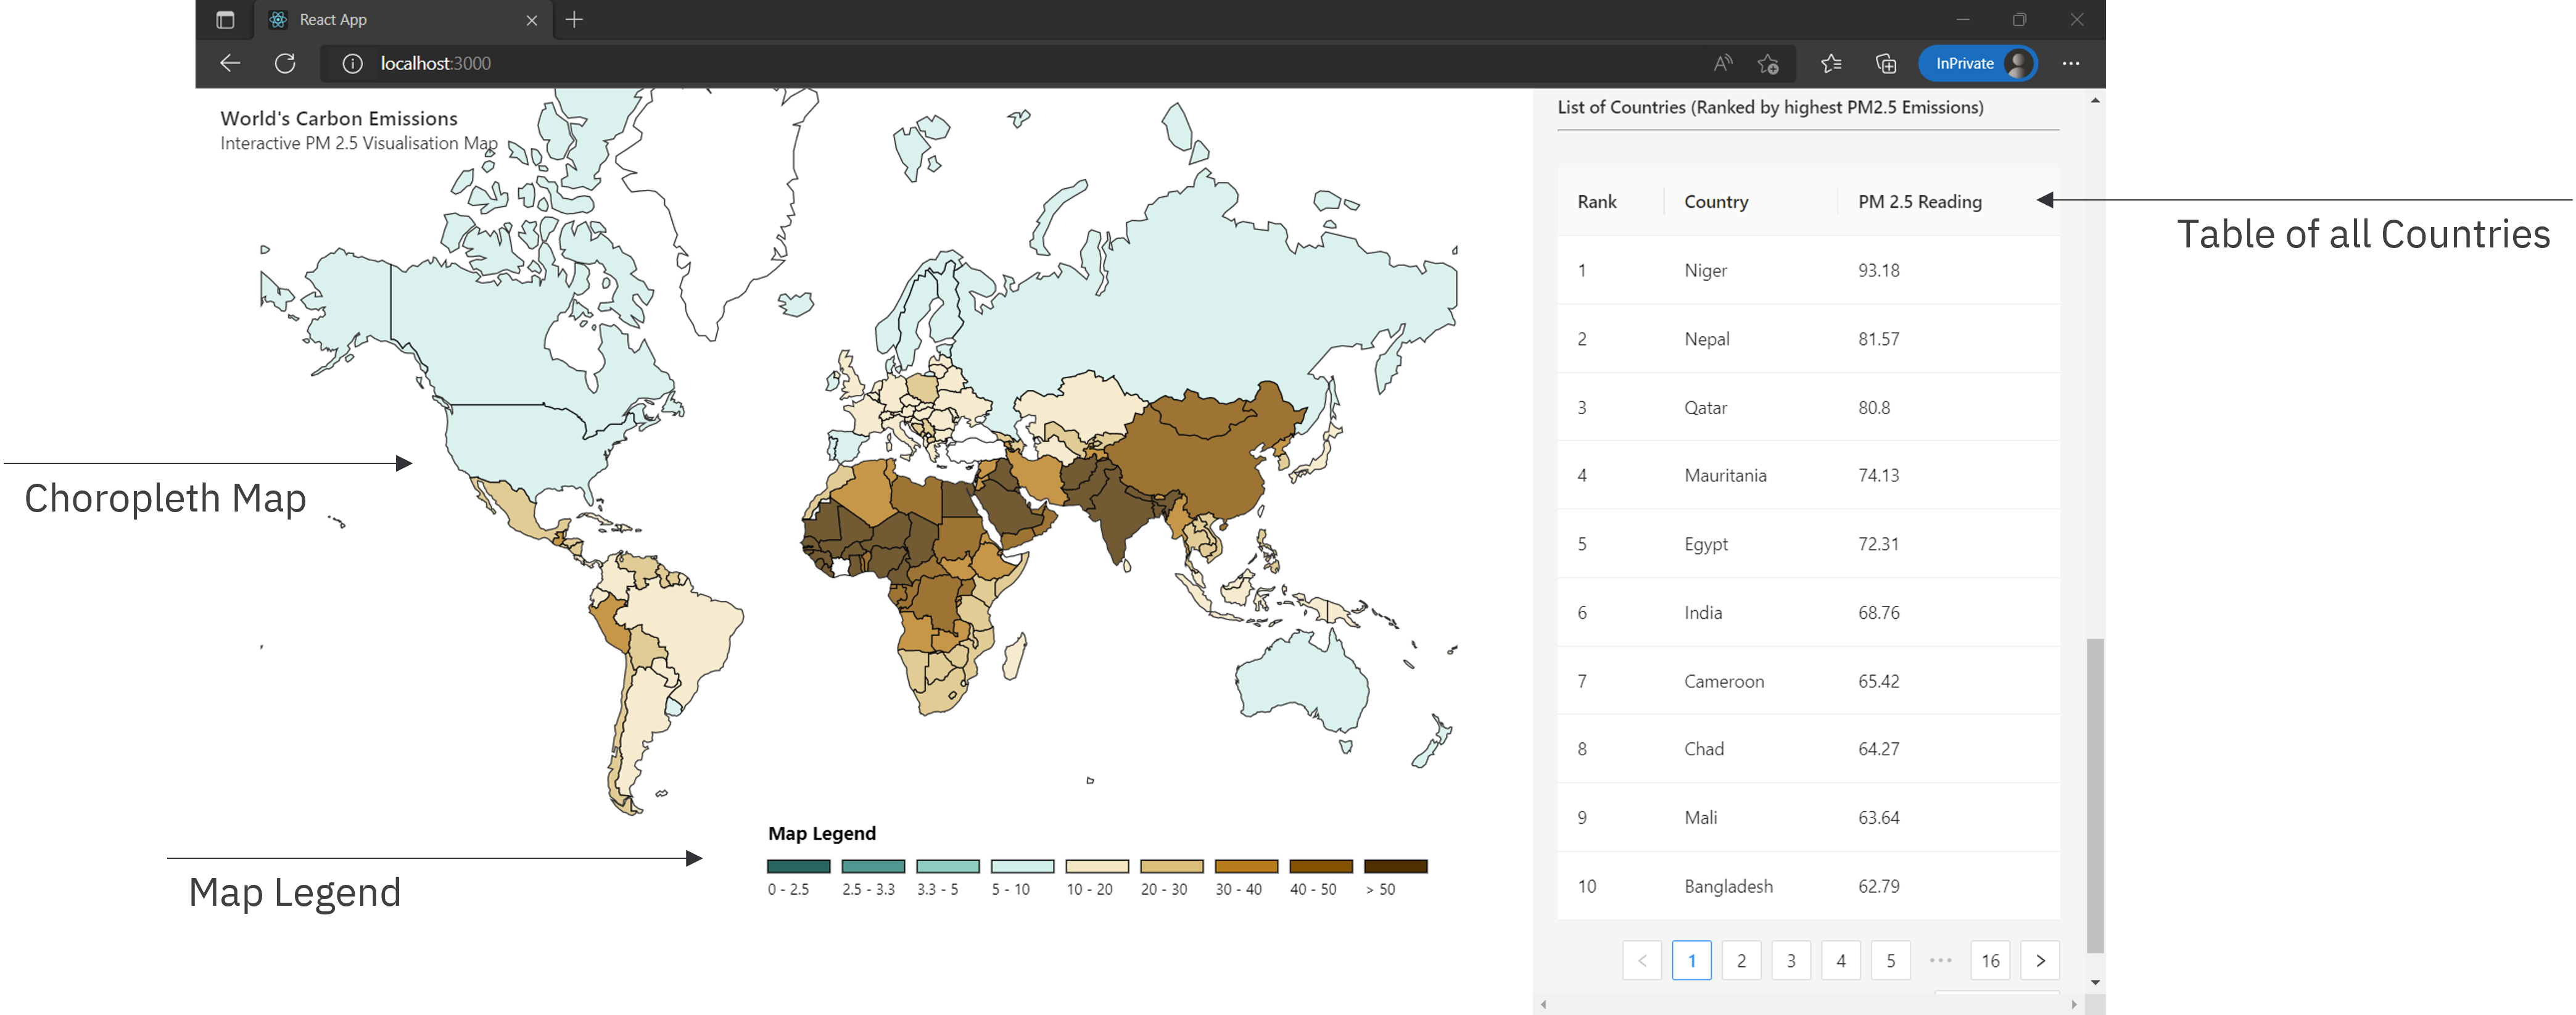 React App
localhost:3000
InPrivate
World's Carbon Emissions
Interactive PM 2.5 Visualisation Map
List of Countries (Ranked by highest PM2.5 Emissions)
Rank Country PM 2.5 Reading
1 Niger 93.18
2 Nepal 81.57
3 Qatar 80.8
4 Mauritania 74.13
5 Egypt 72.31
6 India 68.76
7 Cameroon 65.42
8 Chad 64.27
9 Mali 63.64
10 Bangladesh 62.79
< 1 2 3 4 5 ••• 16 >
Table of all Countries
Choropleth Map
Map Legend
Map Legend
0 - 2.5 2.5 - 3.3 3.3 - 5 5 - 10 10 - 20 20 - 30 30 - 40 40 - 50 > 50